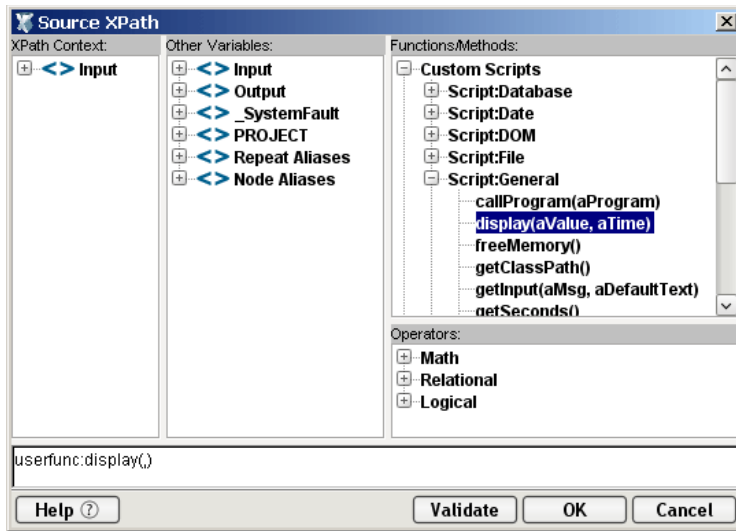 Source XPath
XPath Context:
Input
Other Variables:
Input
Output
_SystemFault
PROJECT
Repeat Aliases
Node Aliases
Functions/Methods:
Custom Scripts
Script:Database
Script:Date
Script:DOM
Script:File
Script:General
callProgram(aProgram)
display(aValue, aTime)
freeMemory()
getClassPath()
getInput(aMsg, aDefaultText)
getSeconds()
Operators:
Math
Relational
Logical
userfunc:display(,)
Help ?
Validate
OK
Cancel